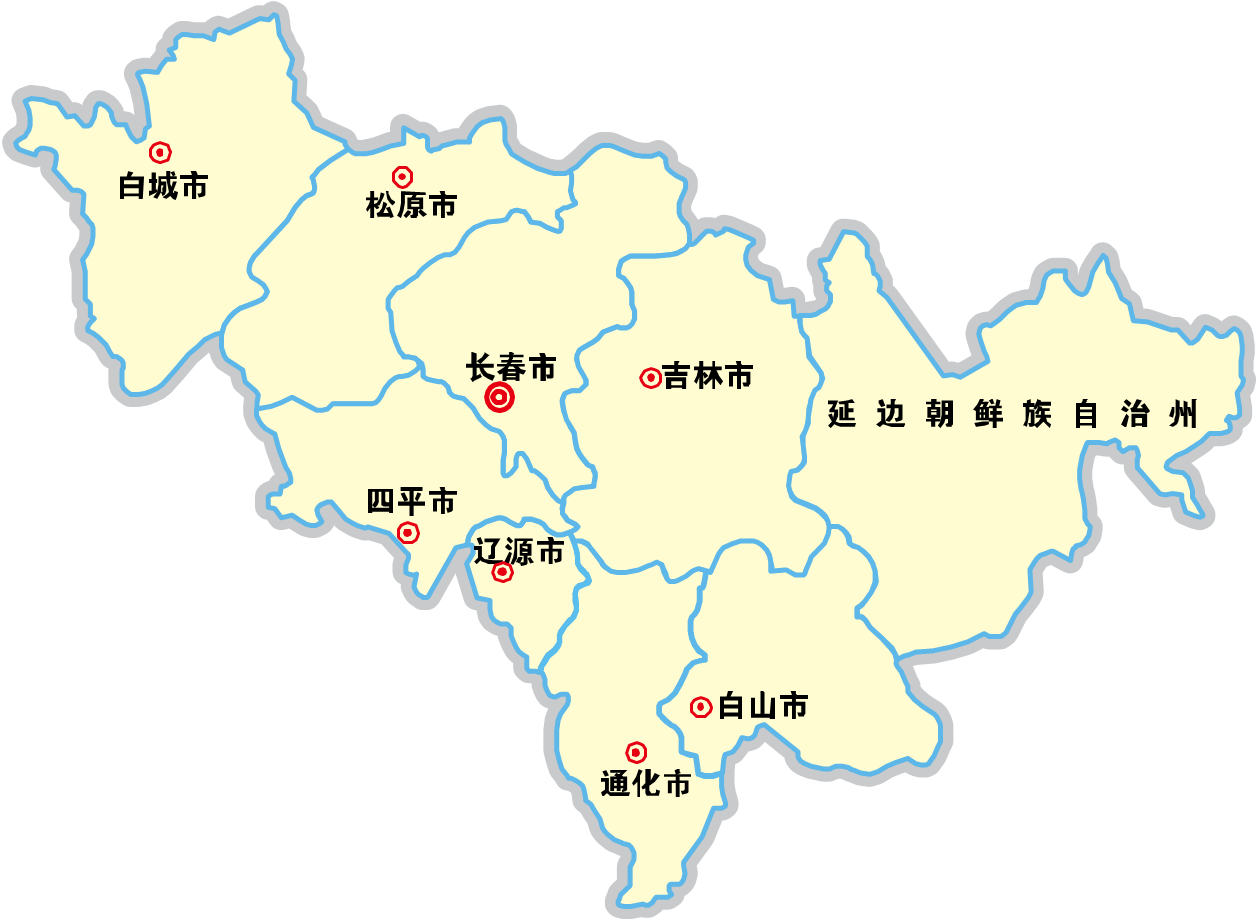 白城市
松原市
长春市
吉林市
延边朝鲜族自治州
四平市
辽源市
白山市
通化市